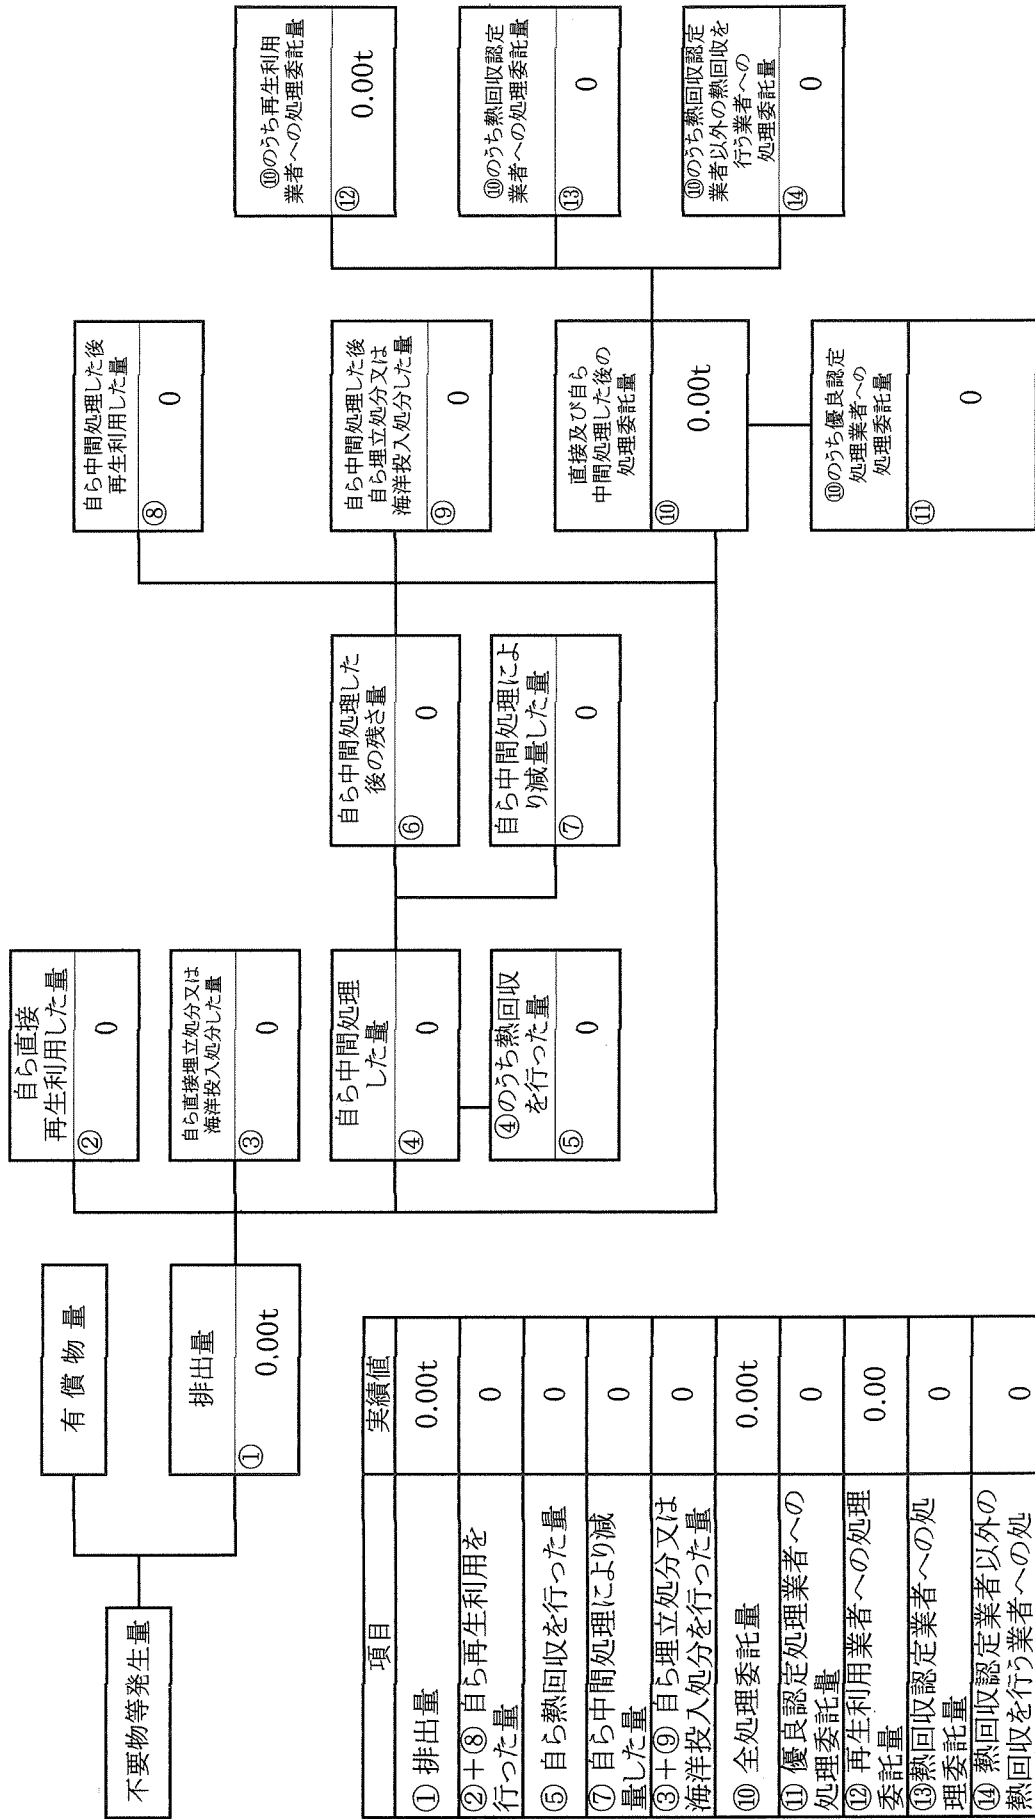 不要物等発生量
有償物量
排出量
①
0.00t
自ら直接
再生利用した量
②
0
自ら直接埋立処分又は
海洋投入処分した量
③
0
自ら中間処理
した量
④
0
④のうち熱回収
を行った量
⑤
0
自ら中間処理した
後の残さ量
⑥
0
自ら中間処理によ
り減量した量
⑦
0
自ら中間処理した後
再生利用した量
⑧
0
自ら中間処理した後
自ら埋立処分又は
海洋投入処分した量
⑨
0
直接及び自ら
中間処理した後の
処理委託量
⑩
0.00t
⑩のうち優良認定
処理業者への
処理委託量
⑪
0
⑩のうち再生利用
業者への処理委託量
⑫
0.00t
⑩のうち熱回収認定
業者への処理委託量
⑬
0
⑩のうち熱回収認定
業者以外の熱回収を
行う業者への
処理委託量
⑭
0
項目
実績値
① 排出量
0.00t
②+⑧ 自ら再生利用を
行った量
0
⑤ 自ら熱回収を行った量
0
⑦ 自ら中間処理により減
量した量
0
③+⑨ 自ら埋立処分又は
海洋投入処分を行った量
0
⑩ 全処理委託量
0.00t
⑪ 優良認定処理業者への
処理委託量
0
⑫ 再生利用業者への処理
委託量
0.00
⑬熱回収認定業者への処
理委託量
0
⑭ 熱回収認定業者以外の
熱回収を行う業者への処
0